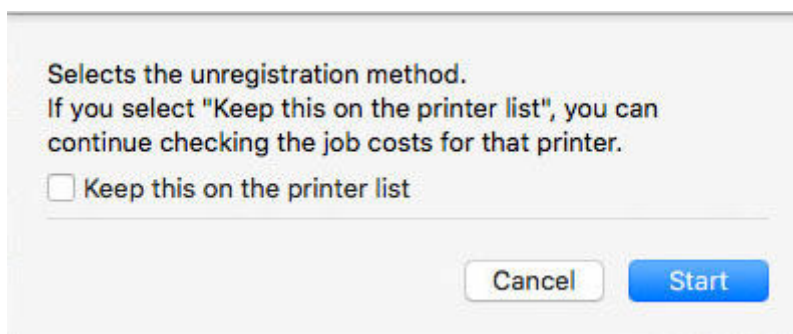 Selects the unregistration method.
If you select "Keep this on the printer list", you can
continue checking the job costs for that printer.
Keep this on the printer list
Cancel
Start